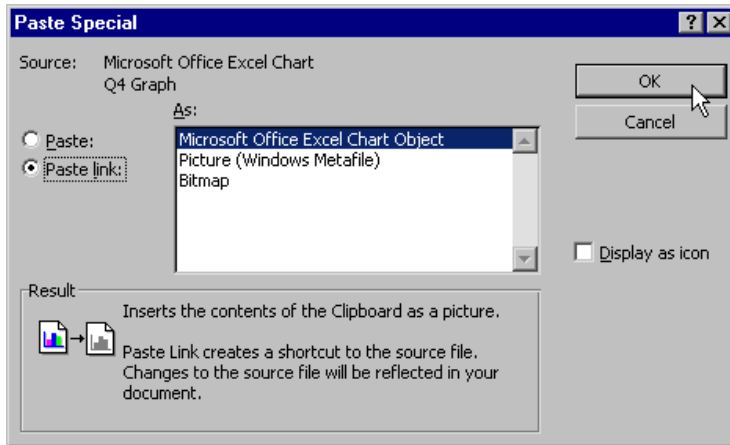 Paste Special
Source: Microsoft Office Excel Chart
Q4 Graph
As:
Paste:
Paste link:
Microsoft Office Excel Chart Object
Picture (Windows Metafile)
Bitmap
OK
Cancel
Display as icon
Result
Inserts the contents of the Clipboard as a picture.
Paste Link creates a shortcut to the source file.
Changes to the source file will be reflected in your
document.